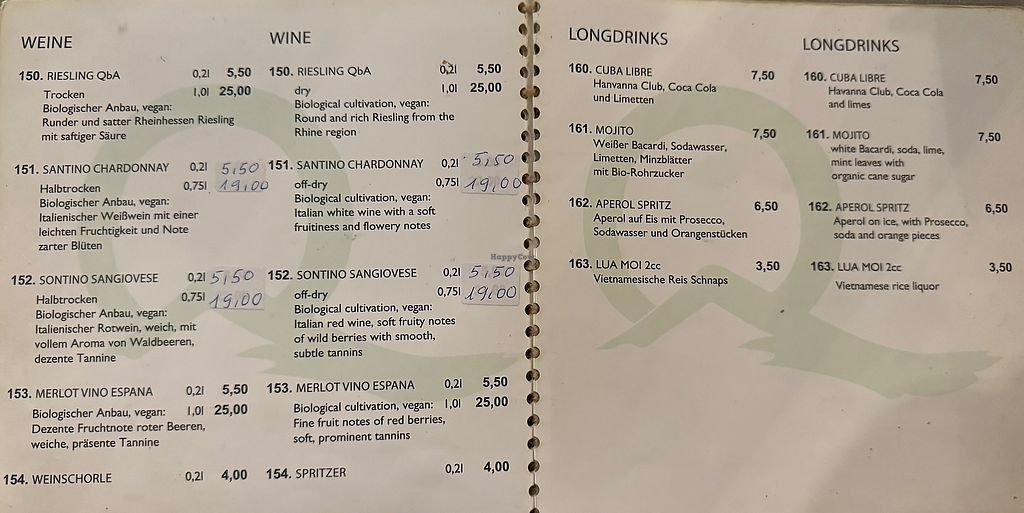 WEINE
150. RIESLING QbA 0,2l 5,50
Trocken 1,0l 25,00
Biologischer Anbau, vegan:
Runder und satter Rheinhessen Riesling
mit saftiger Säure
151. SANTINO CHARDONNAY 0,2l 5,50
Halbtrocken 0,75l 19,00
Biologischer Anbau, vegan:
Italienischer Weißwein mit einer
leichten Fruchtigkeit und Note
zarter Blüten
152. SONTINO SANGIOVESE 0,2l 5,50
Halbtrocken 0,75l 19,00
Biologischer Anbau, vegan:
Italienischer Rotwein, weich, mit
vollem Aroma von Waldbeeren,
dezente Tannine
153. MERLOT VINO ESPANA 0,2l 5,50
Biologischer Anbau, vegan: 1,0l 25,00
Dezente Fruchtnote roter Beeren,
weiche, präsente Tannine
154. WEINSCHORLE 0,2l 4,00
WINE
150. RIESLING QbA 0,2l 5,50
dry 1,0l 25,00
Biological cultivation, vegan:
Round and rich Riesling from the
Rhine region
151. SANTINO CHARDONNAY 0,2l 5,50
off-dry 0,75l 19,00
Biological cultivation, vegan:
Italian white wine with a soft
fruitiness and flowery notes
152. SONTINO SANGIOVESE 0,2l 5,50
off-dry 0,75l 19,00
Biological cultivation, vegan:
Italian red wine, soft fruity notes
of wild berries with smooth,
subtle tannins
153. MERLOT VINO ESPANA 0,2l 5,50
Biological cultivation, vegan: 1,0l 25,00
Fine fruit notes of red berries,
soft, prominent tannins
154. SPRITZER 0,2l 4,00
HappyCow
LONGDRINKS
160. CUBA LIBRE 7,50
Hanvanna Club, Coca Cola
und Limetten
161. MOJITO 7,50
Weißer Bacardi, Sodawasser,
Limetten, Minzblätter
mit Bio-Rohrzucker
162. APEROL SPRITZ 6,50
Aperol auf Eis mit Prosecco,
Sodawasser und Orangenstücken
163. LUA MOI 2cc 3,50
Vietnamesische Reis Schnaps
LONGDRINKS
160. CUBA LIBRE 7,50
Havanna Club, Coca Cola
and limes
161. MOJITO 7,50
white Bacardi, soda, lime,
mint leaves with
organic cane sugar
162. APEROL SPRITZ 6,50
Aperol on ice, with Prosecco,
soda and orange pieces
163. LUA MOI 2cc 3,50
Vietnamese rice liquor